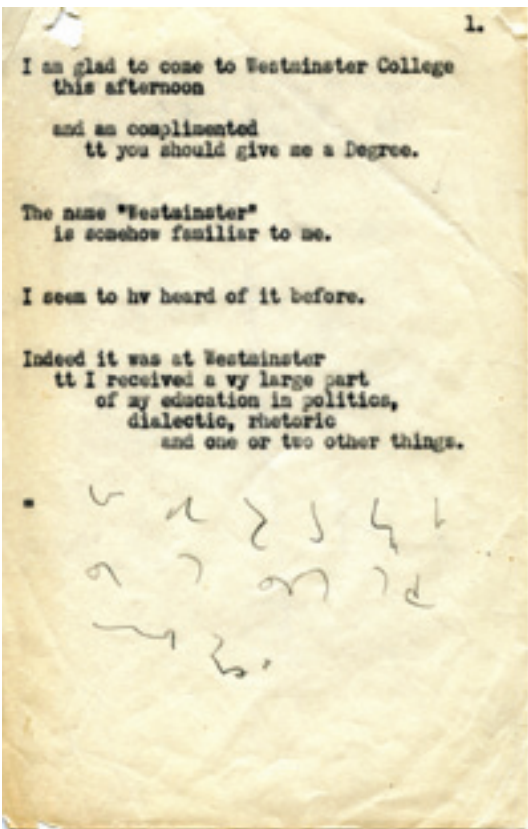 1.
I am glad to come to Westminster College
this afternoon
and am complimented
tt you should give me a Degree.
The name "Westminster"
is somehow familiar to me.
I seem to hv heard of it before.
Indeed it was at Westminster
tt I received a vy large part
of my education in politics,
dialectic, rhetoric
and one or two other things.